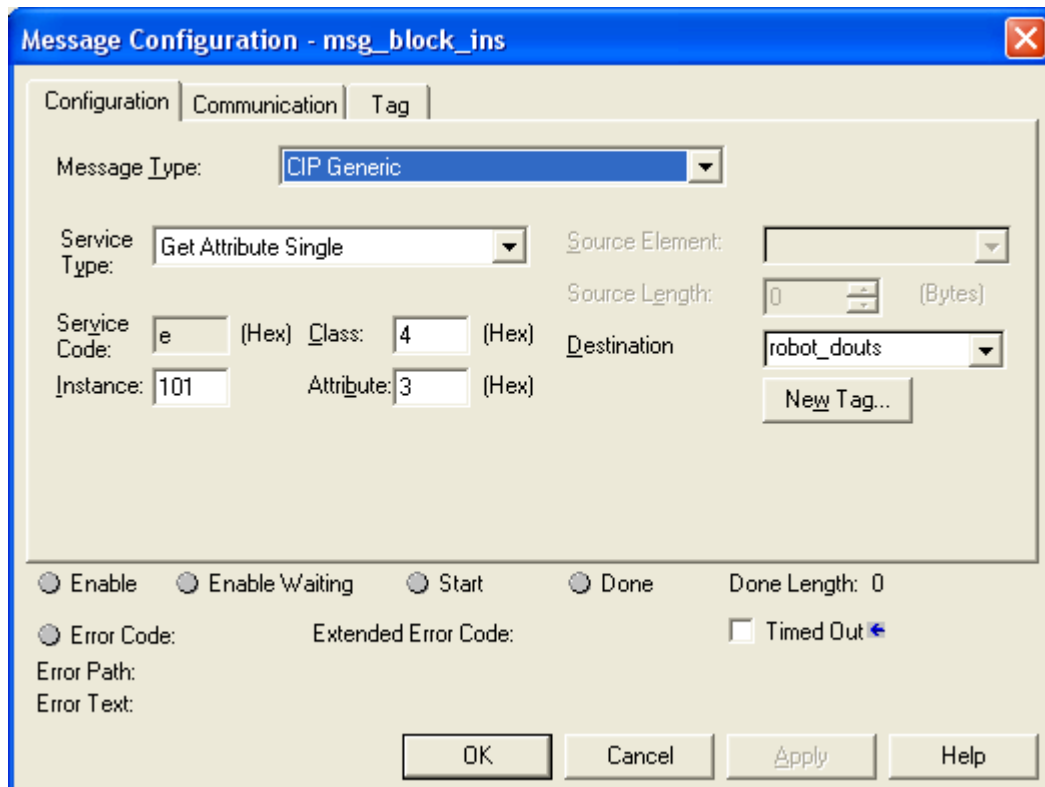 Message Configuration - msg_block_ins
Configuration Communication Tag
Message Type: CIP Generic
Service Type: Get Attribute Single
Source Element:
Source Length: 0 (Bytes)
Service Code: e (Hex) Class: 4 (Hex)
Destination robot_douts
Instance: 101 Attribute: 3 (Hex)
New Tag...
Enable Enable Waiting Start Done Done Length: 0
Error Code: Extended Error Code: Timed Out
Error Path:
Error Text:
OK Cancel Apply Help